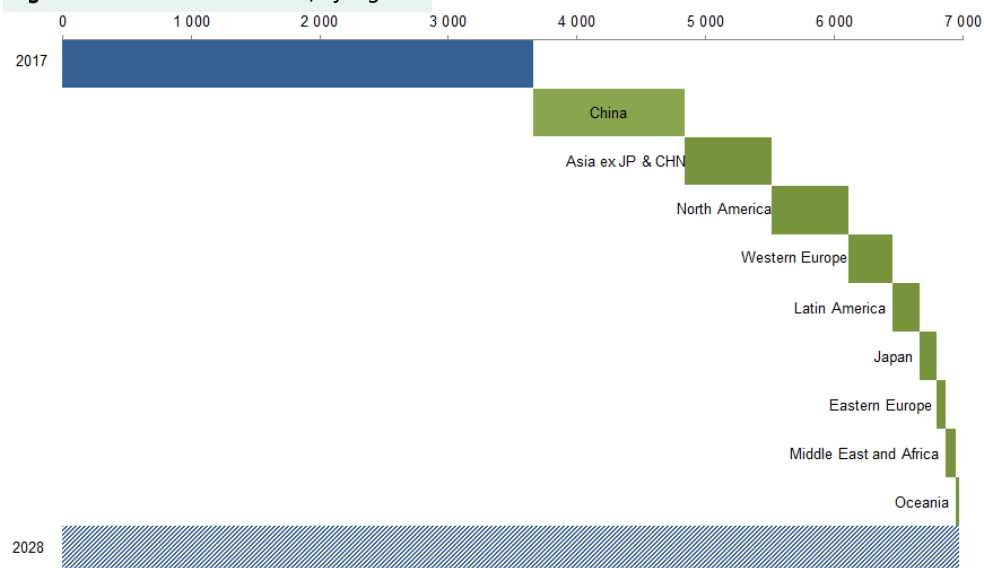 0 1 000 2 000 3 000 4 000 5 000 6 000 7 000
2017
China
Asia ex JP & CHN
North America
Western Europe
Latin America
Japan
Eastern Europe
Middle East and Africa
Oceania
2028